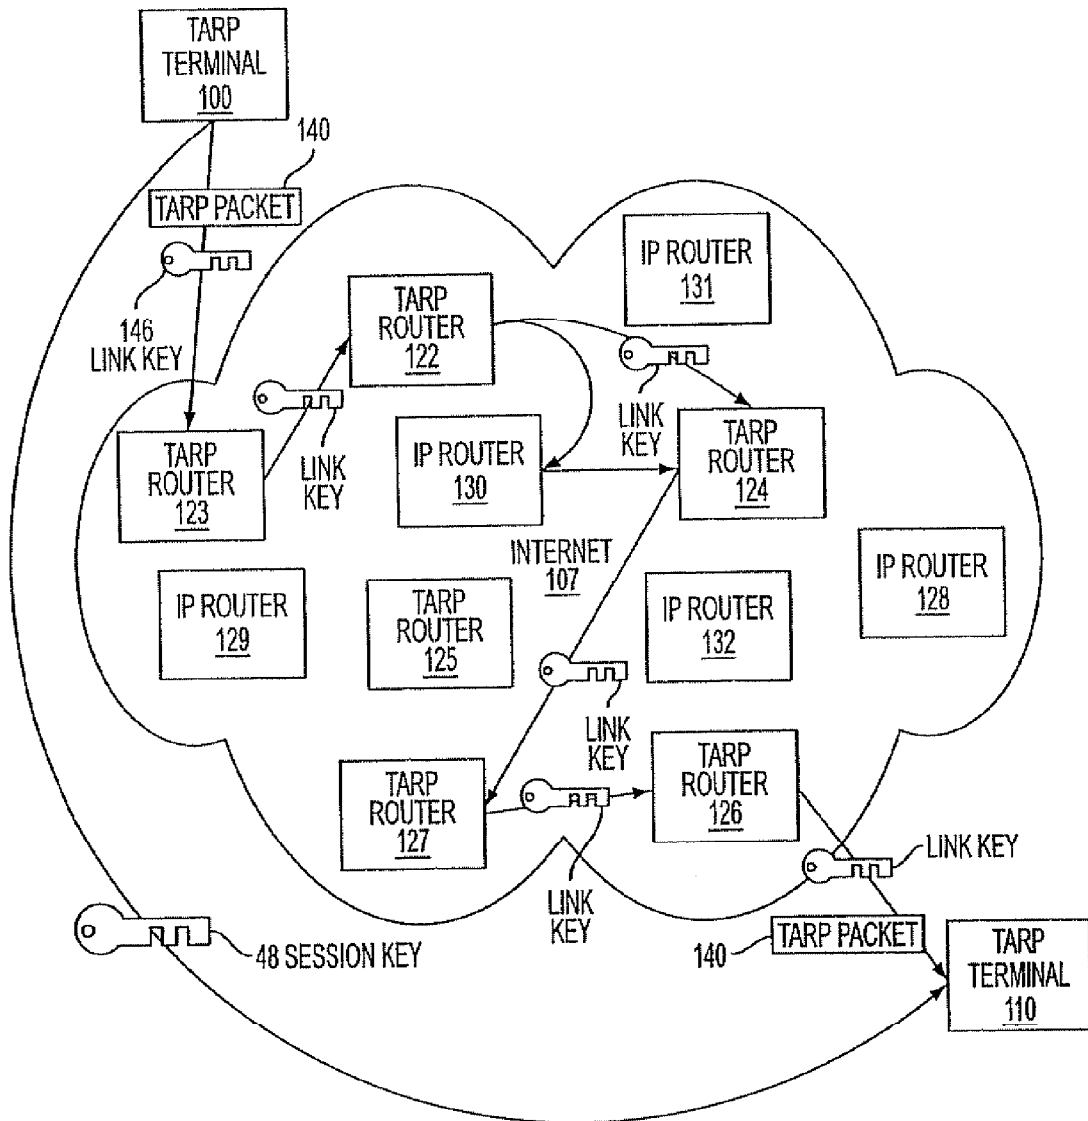 TARP
TERMINAL
100
140
TARP PACKET
146
LINK KEY
IP ROUTER
131
TARP
ROUTER
122
LINK
KEY
LINK
KEY
TARP
ROUTER
123
IP ROUTER
130
TARP
ROUTER
124
INTERNET
107
IP ROUTER
129
TARP
ROUTER
125
IP ROUTER
132
IP ROUTER
128
LINK
KEY
TARP
ROUTER
127
TARP
ROUTER
126
LINK
KEY
LINK KEY
48 SESSION KEY
140
TARP PACKET
TARP
TERMINAL
110